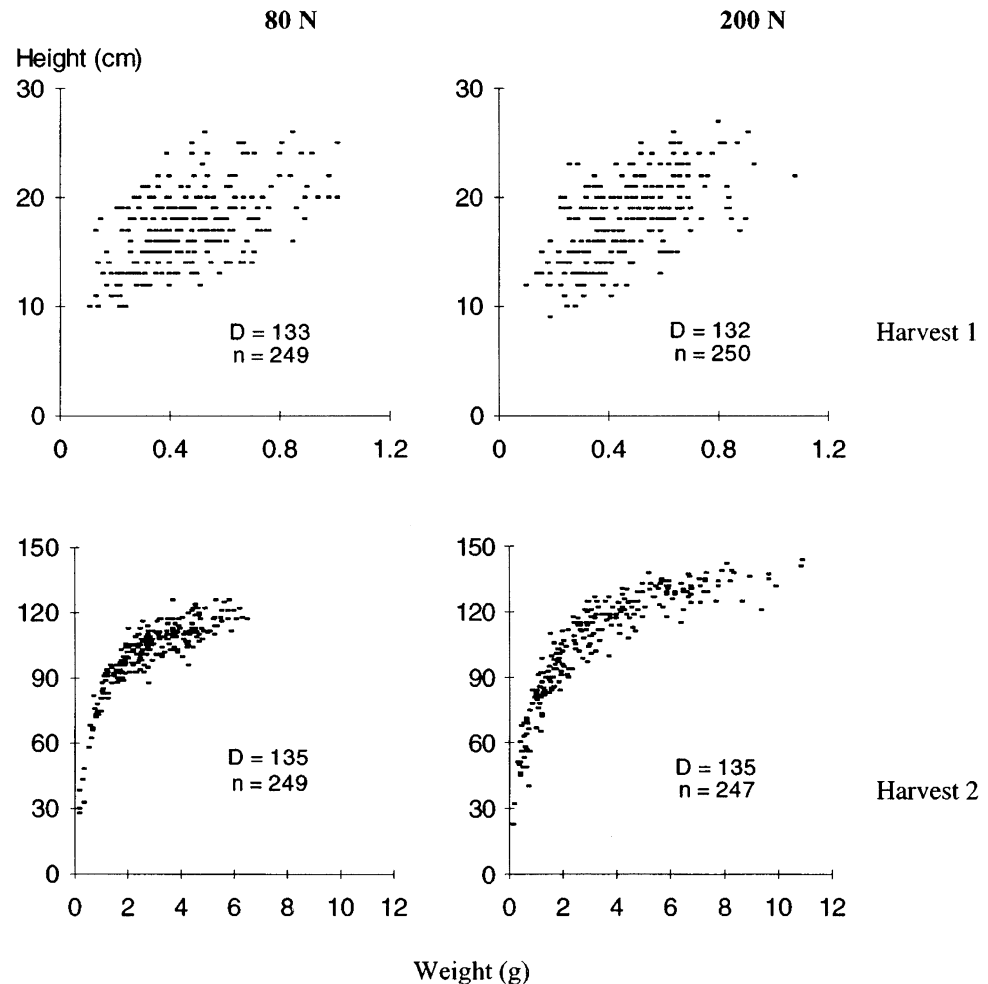 80 N 200 N
Height (cm)
30 30
20 20
10 10
D = 133 D = 132
n = 249 n = 250
Harvest 1
0 0
0 0.4 0.8 1.2 0 0.4 0.8 1.2
150 150
120 120
90 90
60 60
D = 135 D = 135
n = 249 n = 247
Harvest 2
30 30
0 0
0 2 4 6 8 10 12 0 2 4 6 8 10 12
Weight (g)